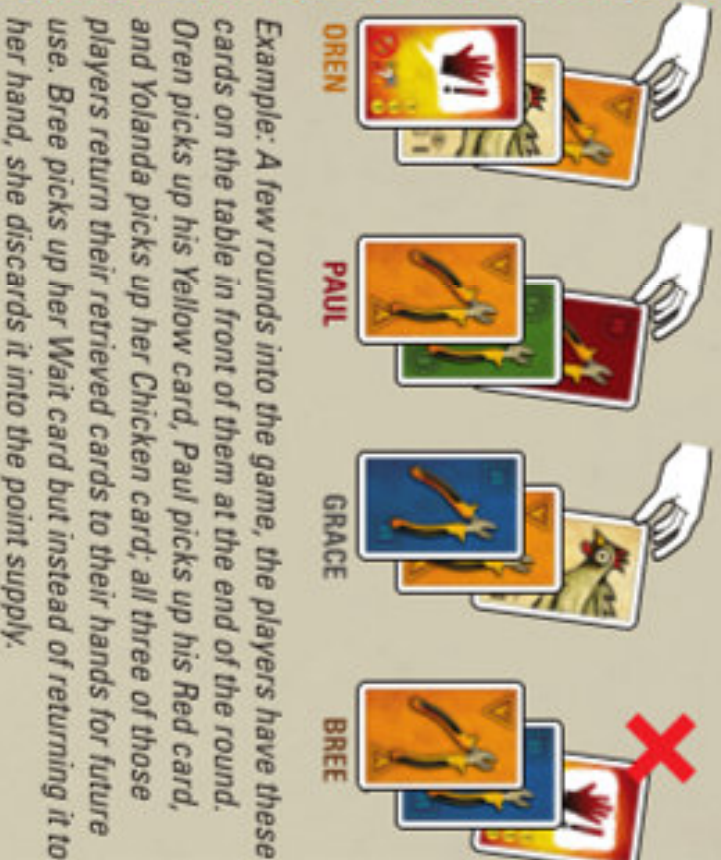 OREN
PAUL
GRACE
BREE
Example: A few rounds into the game, the players have these
cards on the table in front of them at the end of the round.
Oren picks up his Yellow card, Paul picks up his Red card,
and Yolanda picks up her Chicken card; all three of those
players return their retrieved cards to their hands for future
use. Bree picks up her Wait card but instead of returning it to
her hand, she discards it into the point supply.